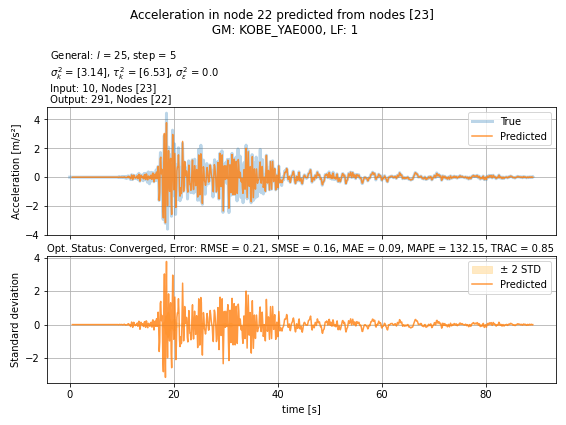 Acceleration in node 22 predicted from nodes [23]
GM: KOBE_YAE000, LF: 1
General: l = 25, step = 5
σ²ₖ = [3.14], τ²ₖ = [6.53], σ²ε = 0.0
Input: 10, Nodes [23]
Output: 291, Nodes [22]
Acceleration [m/s²]
4
2
0
−2
−4
True
Predicted
Opt. Status: Converged, Error: RMSE = 0.21, SMSE = 0.16, MAE = 0.09, MAPE = 132.15, TRAC = 0.85
Standard deviation
4
2
0
−2
± 2 STD
Predicted
0 20 40 60 80
time [s]